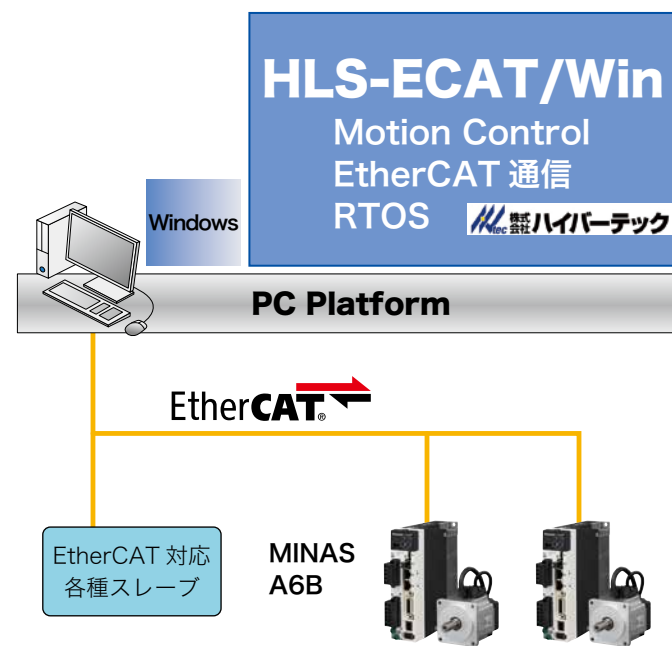 HLS-ECAT/Win
Motion Control
EtherCAT 通信
RTOS
Htec 株式会社 ハイバーテック
Windows
PC Platform
EtherCAT®
EtherCAT 対応
各種スレーブ
MINAS
A6B